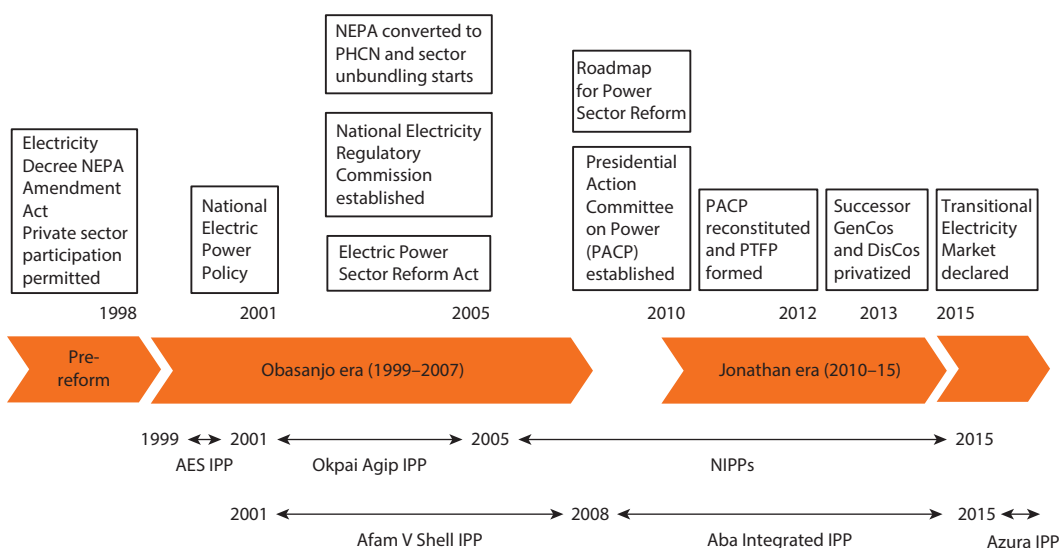 Electricity
Decree NEPA
Amendment
Act
Private sector
participation
permitted
1998
National
Electric
Power
Policy
2001
NEPA converted to
PHCN and sector
unbundling starts
National Electricity
Regulatory
Commission
established
Electric Power
Sector Reform Act
2005
Roadmap
for Power
Sector Reform
Presidential
Action
Committee
on Power
(PACP)
established
2010
PACP
reconstituted
and PTFP
formed
2012
Successor
GenCos
and DisCos
privatized
2013
Transitional
Electricity
Market
declared
2015
Pre-
reform
Obasanjo era (1999–2007)
Jonathan era (2010–15)
1999
2001
2005
2015
AES IPP
Okpai Agip IPP
NIPPs
2001
2008
2015
Afam V Shell IPP
Aba Integrated IPP
Azura IPP